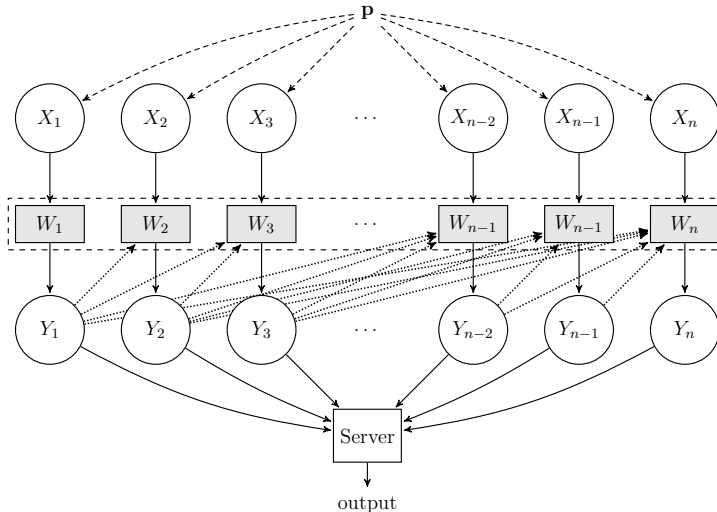 p
X₁ X₂ X₃ ... Xₙ₋₂ Xₙ₋₁ Xₙ
W₁ W₂ W₃ ... Wₙ₋₁ Wₙ₋₁ Wₙ
Y₁ Y₂ Y₃ ... Yₙ₋₂ Yₙ₋₁ Yₙ
Server
output